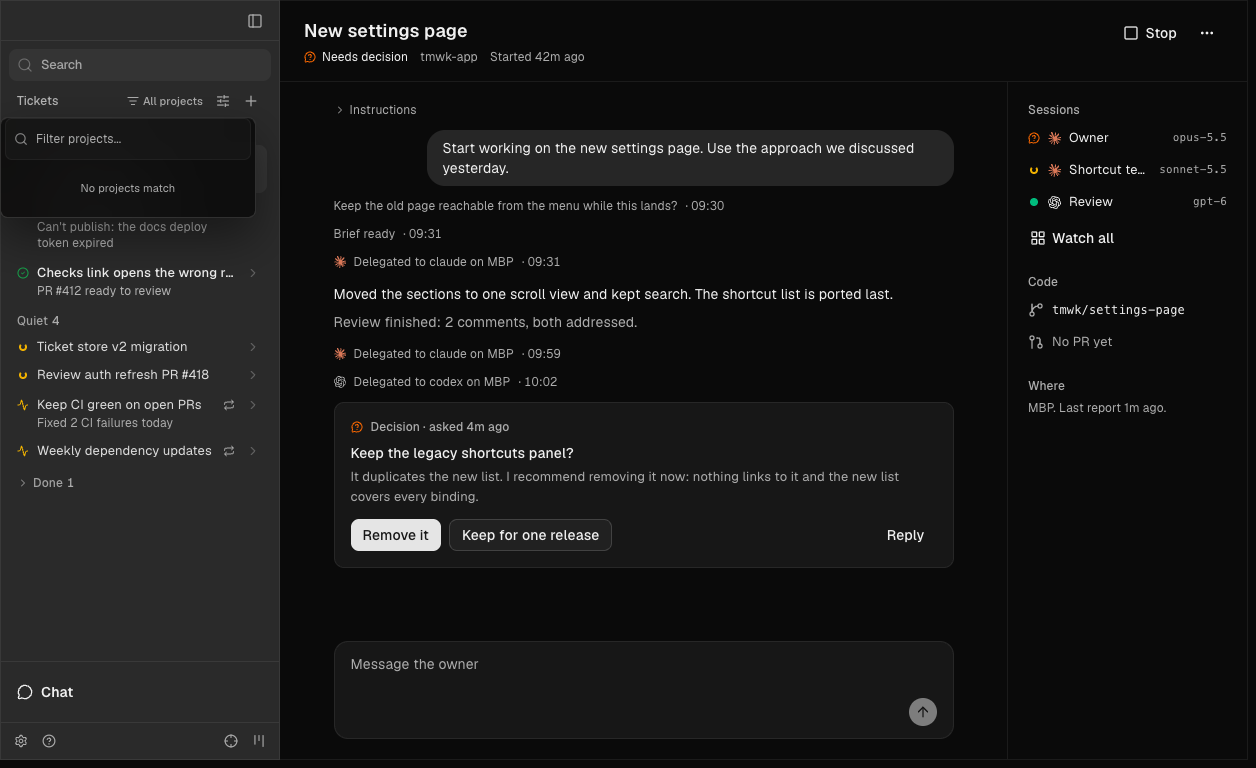 Search
Tickets
All projects
Filter projects...
No projects match
Can't publish: the docs deploy
token expired
Checks link opens the wrong r...
PR #412 ready to review
Quiet 4
Ticket store v2 migration
Review auth refresh PR #418
Keep CI green on open PRs
Fixed 2 CI failures today
Weekly dependency updates
Done 1
Chat
New settings page
Needs decision tmwk-app Started 42m ago
Stop
Instructions
Start working on the new settings page. Use the approach we discussed
yesterday.
Keep the old page reachable from the menu while this lands? · 09:30
Brief ready · 09:31
Delegated to claude on MBP · 09:31
Moved the sections to one scroll view and kept search. The shortcut list is ported last.
Review finished: 2 comments, both addressed.
Delegated to claude on MBP · 09:59
Delegated to codex on MBP · 10:02
Decision · asked 4m ago
Keep the legacy shortcuts panel?
It duplicates the new list. I recommend removing it now: nothing links to it and the new list
covers every binding.
Remove it
Keep for one release
Reply
Message the owner
Sessions
Owner opus-5.5
Shortcut te... sonnet-5.5
Review gpt-6
Watch all
Code
tmwk/settings-page
No PR yet
Where
MBP. Last report 1m ago.